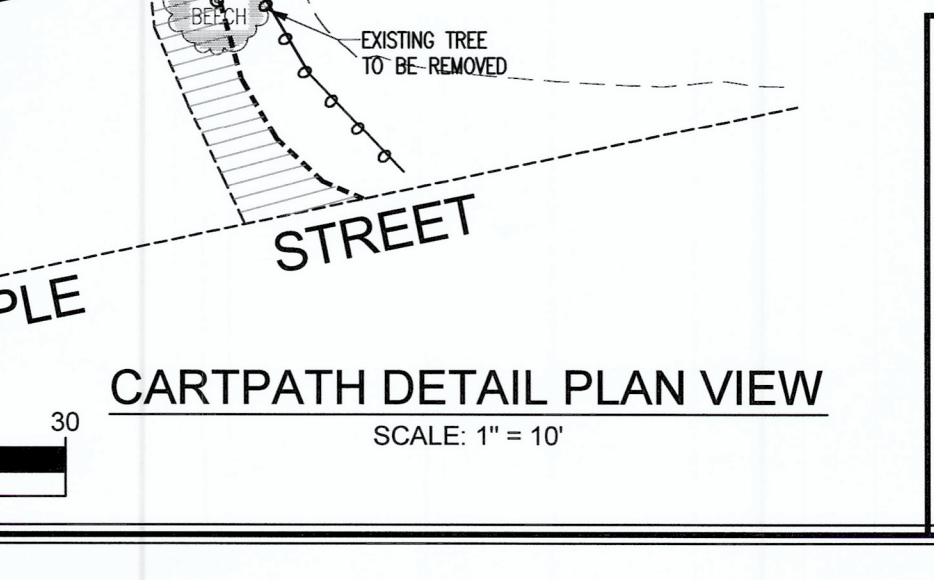 BEECH
EXISTING TREE
TO BE REMOVED
STREET
PLE
CARTPATH DETAIL PLAN VIEW
SCALE: 1" = 10'
30